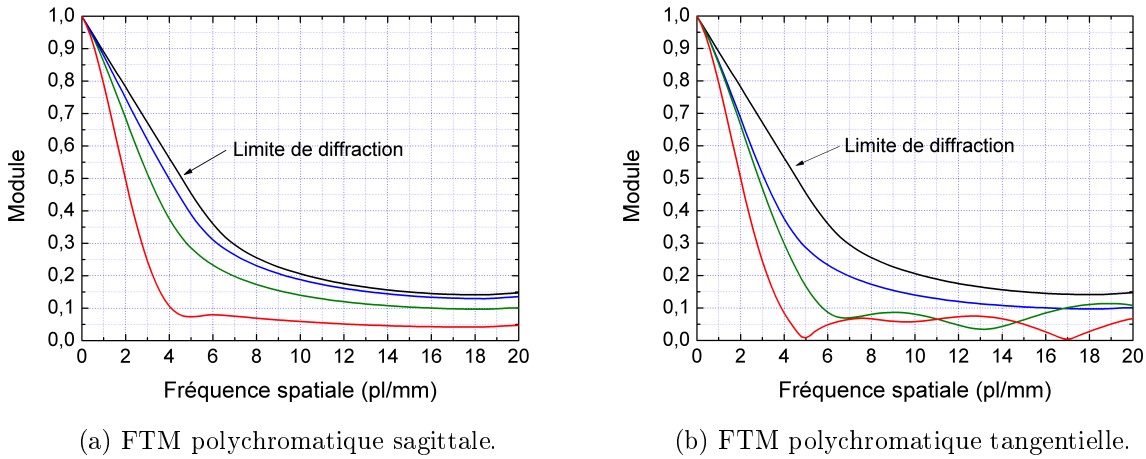 1,0
0,9
0,8
0,7
0,6
0,5
0,4
0,3
0,2
0,1
0,0
Module
Limite de diffraction
0 2 4 6 8 10 12 14 16 18 20
Fréquence spatiale (pl/mm)
(a) FTM polychromatique sagittale.
1,0
0,9
0,8
0,7
0,6
0,5
0,4
0,3
0,2
0,1
0,0
Module
Limite de diffraction
0 2 4 6 8 10 12 14 16 18 20
Fréquence spatiale (pl/mm)
(b) FTM polychromatique tangentielle.